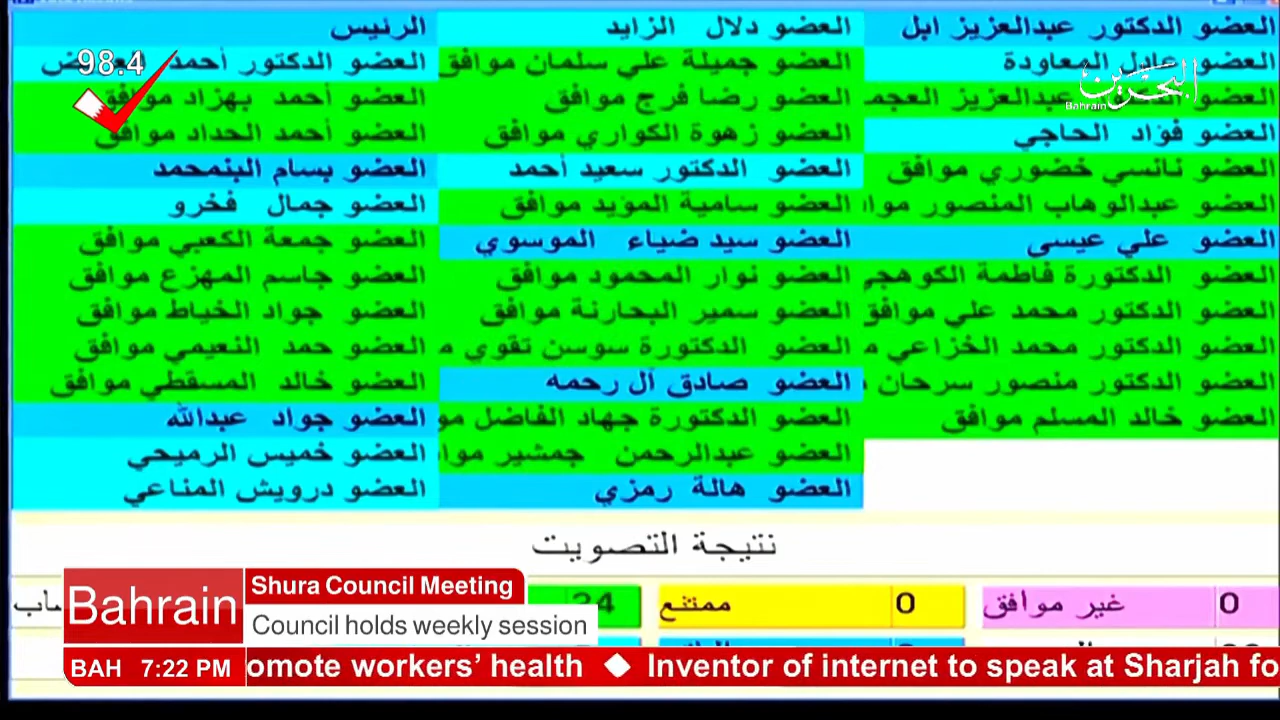 العضو الدكتور عبدالعزيز ابل
العضو دلال الزايد
الرئيس
العضو عادل المعاودة
العضو جميلة علي سلمان موافق
العضو الدكتور أحمد
98.4
البحرين
Bahrain
العضو عبدالعزيز
العضو رضا فرج موافق
العضو أحمد بهزاد موافق
العضو فؤاد الحاجي
العضو زهوة الكواري موافق
العضو أحمد الحداد موافق
العضو نانسي خضوري موافق
العضو الدكتور سعيد أحمد
العضو بسام البنمحمد
العضو عبدالوهاب المنصور موا
العضو سامية المؤيد موافق
العضو جمال فخرو
العضو علي عيسى
العضو سيد ضياء الموسوي
العضو جمعة الكعبي موافق
العضو الدكتورة فاطمة الكوهجي
العضو نوار المحمود موافق
العضو جاسم المهزع موافق
العضو الدكتور محمد علي موافق
العضو سمير البحارنة موافق
العضو جواد الخياط موافق
العضو الدكتور محمد الخزاعي م
العضو الدكتورة سوسن تقوي م
العضو حمد النعيمي موافق
العضو الدكتور منصور سرحان
العضو صادق أل رحمه
العضو خالد المسقطي موافق
العضو خالد المسلم موافق
العضو الدكتورة جهاد الفاضل مو
العضو جواد عبدالله
العضو عبدالرحمن جمشير موا
العضو خميس الرميحي
العضو هالة رمزي
العضو درويش المناعي
نتيجة التصويت
0 غير موافق
0 ممتنع
24
Bahrain
Shura Council Meeting
Council holds weekly session
BAH 7:22 PM
omote workers’ health ◆ Inventor of internet to speak at Sharjah fo